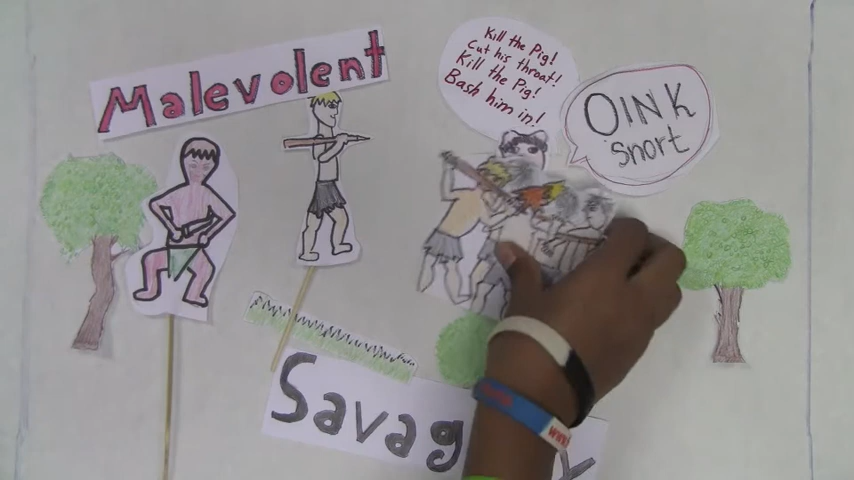 Malevolent
Kill the Pig!
Cut his throat!
Kill the Pig!
Bash him in!
OINK
snort
Savag y